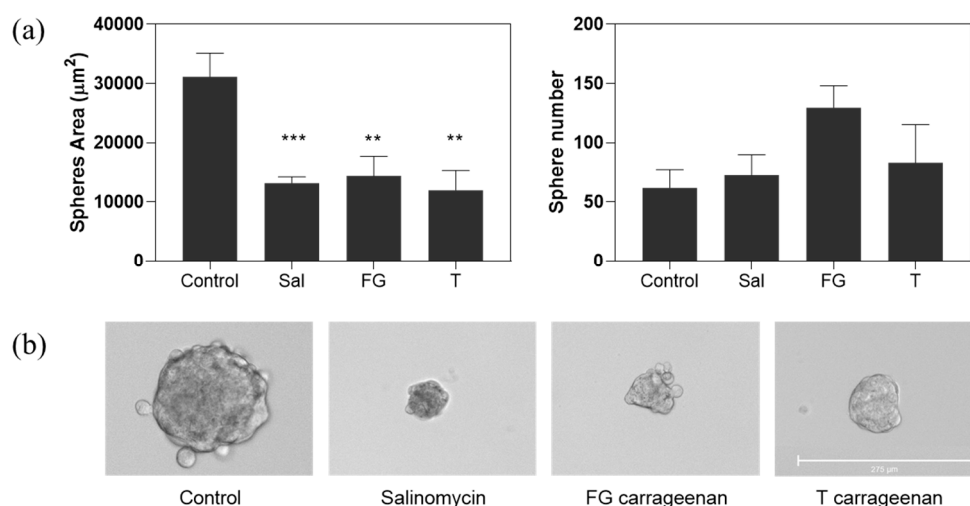 (a)
Spheres Area (μm²)
40000
30000
20000
10000
0
*** ** **
Control Sal FG T
Sphere number
200
150
100
50
0
Control Sal FG T
(b)
275 μm
Control Salinomycin FG carrageenan T carrageenan